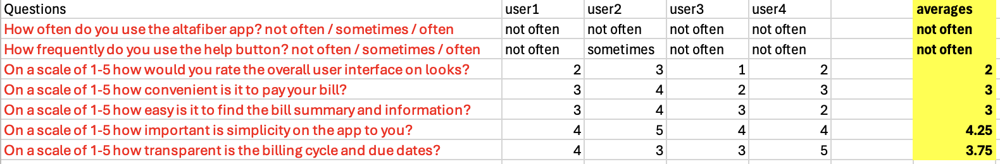 Questions user1 user2 user3 user4 averages
How often do you use the altafiber app? not often / sometimes / often not often not often not often not often not often
How frequently do you use the help button? not often / sometimes / often not often sometimes not often not often not often
On a scale of 1-5 how would you rate the overall user interface on looks? 2 3 1 2 2
On a scale of 1-5 how convenient is it to pay your bill? 3 4 2 3 3
On a scale of 1-5 how easy is it to find the bill summary and information? 3 4 3 2 3
On a scale of 1-5 how important is simplicity on the app to you? 4 5 4 4 4.25
On a scale of 1-5 how transparent is the billing cycle and due dates? 4 3 3 5 3.75